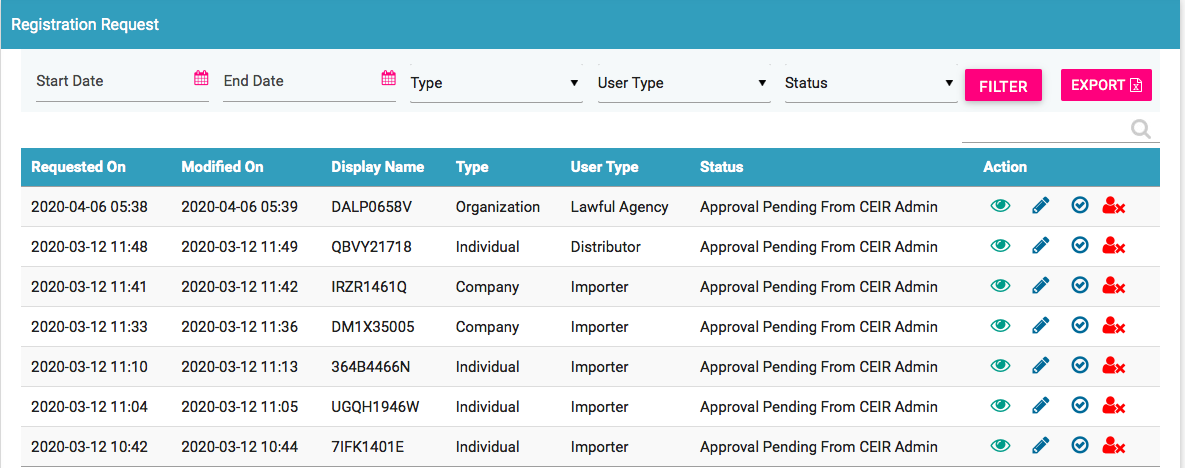 Registration Request
Start Date End Date Type User Type Status FILTER EXPORT
Requested On Modified On Display Name Type User Type Status Action
2020-04-06 05:38 2020-04-06 05:39 DALP0658V Organization Lawful Agency Approval Pending From CEIR Admin
2020-03-12 11:48 2020-03-12 11:49 QBVY21718 Individual Distributor Approval Pending From CEIR Admin
2020-03-12 11:41 2020-03-12 11:42 IRZR1461Q Company Importer Approval Pending From CEIR Admin
2020-03-12 11:33 2020-03-12 11:36 DM1X35005 Company Importer Approval Pending From CEIR Admin
2020-03-12 11:10 2020-03-12 11:13 364B4466N Individual Importer Approval Pending From CEIR Admin
2020-03-12 11:04 2020-03-12 11:05 UGQH1946W Individual Importer Approval Pending From CEIR Admin
2020-03-12 10:42 2020-03-12 10:44 7IFK1401E Individual Importer Approval Pending From CEIR Admin